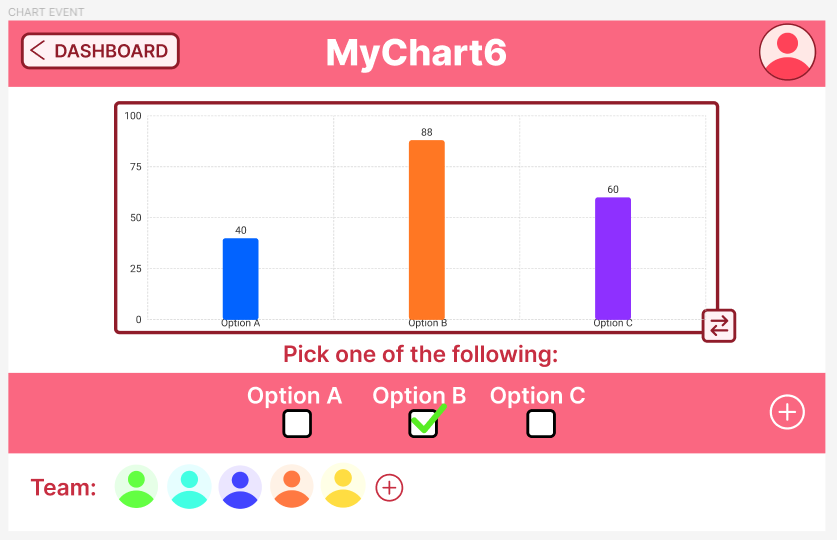 CHART EVENT
DASHBOARD
MyChart6
100
75
50
25
0
40
88
60
Option A
Option B
Option C
Pick one of the following:
Option A
Option B
Option C
Team: